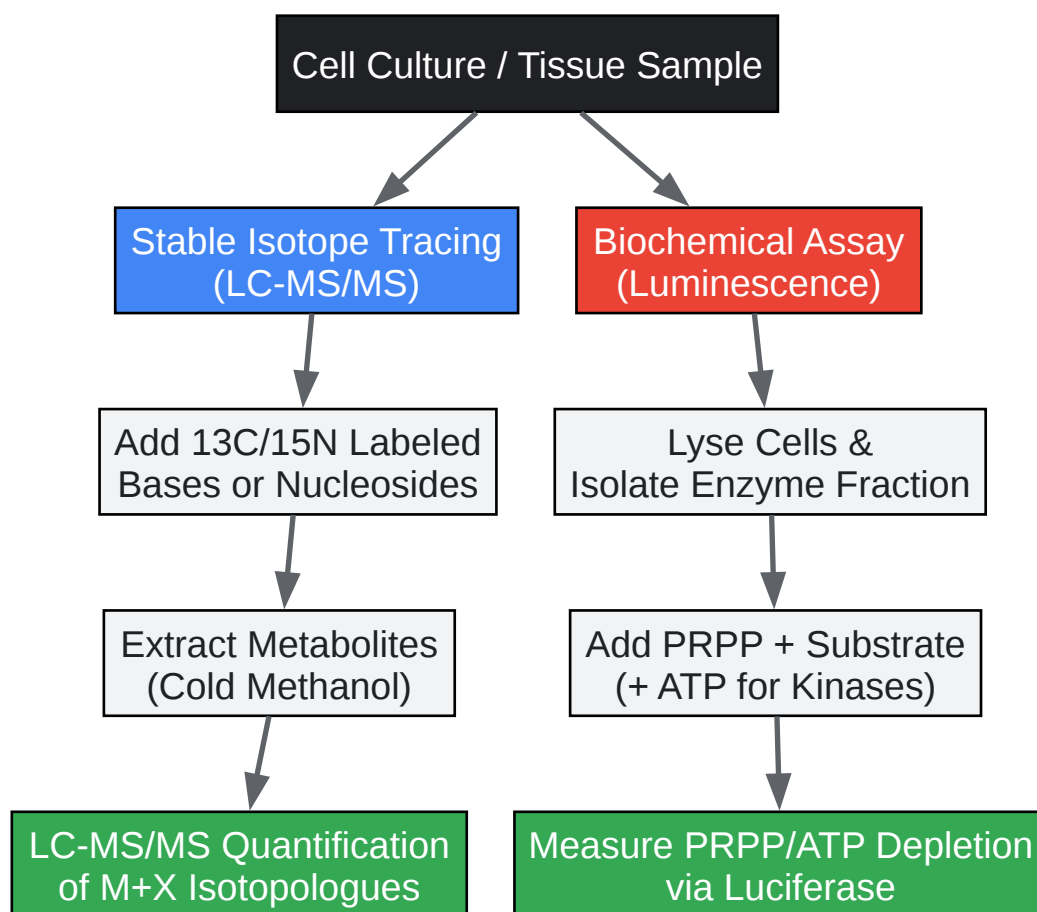 Cell Culture / Tissue Sample
Stable Isotope Tracing
(LC-MS/MS)
Biochemical Assay
(Luminescence)
Add 13C/15N Labeled
Bases or Nucleosides
Lyse Cells &
Isolate Enzyme Fraction
Extract Metabolites
(Cold Methanol)
Add PRPP + Substrate
(+ ATP for Kinases)
LC-MS/MS Quantification
of M+X Isotopologues
Measure PRPP/ATP Depletion
via Luciferase